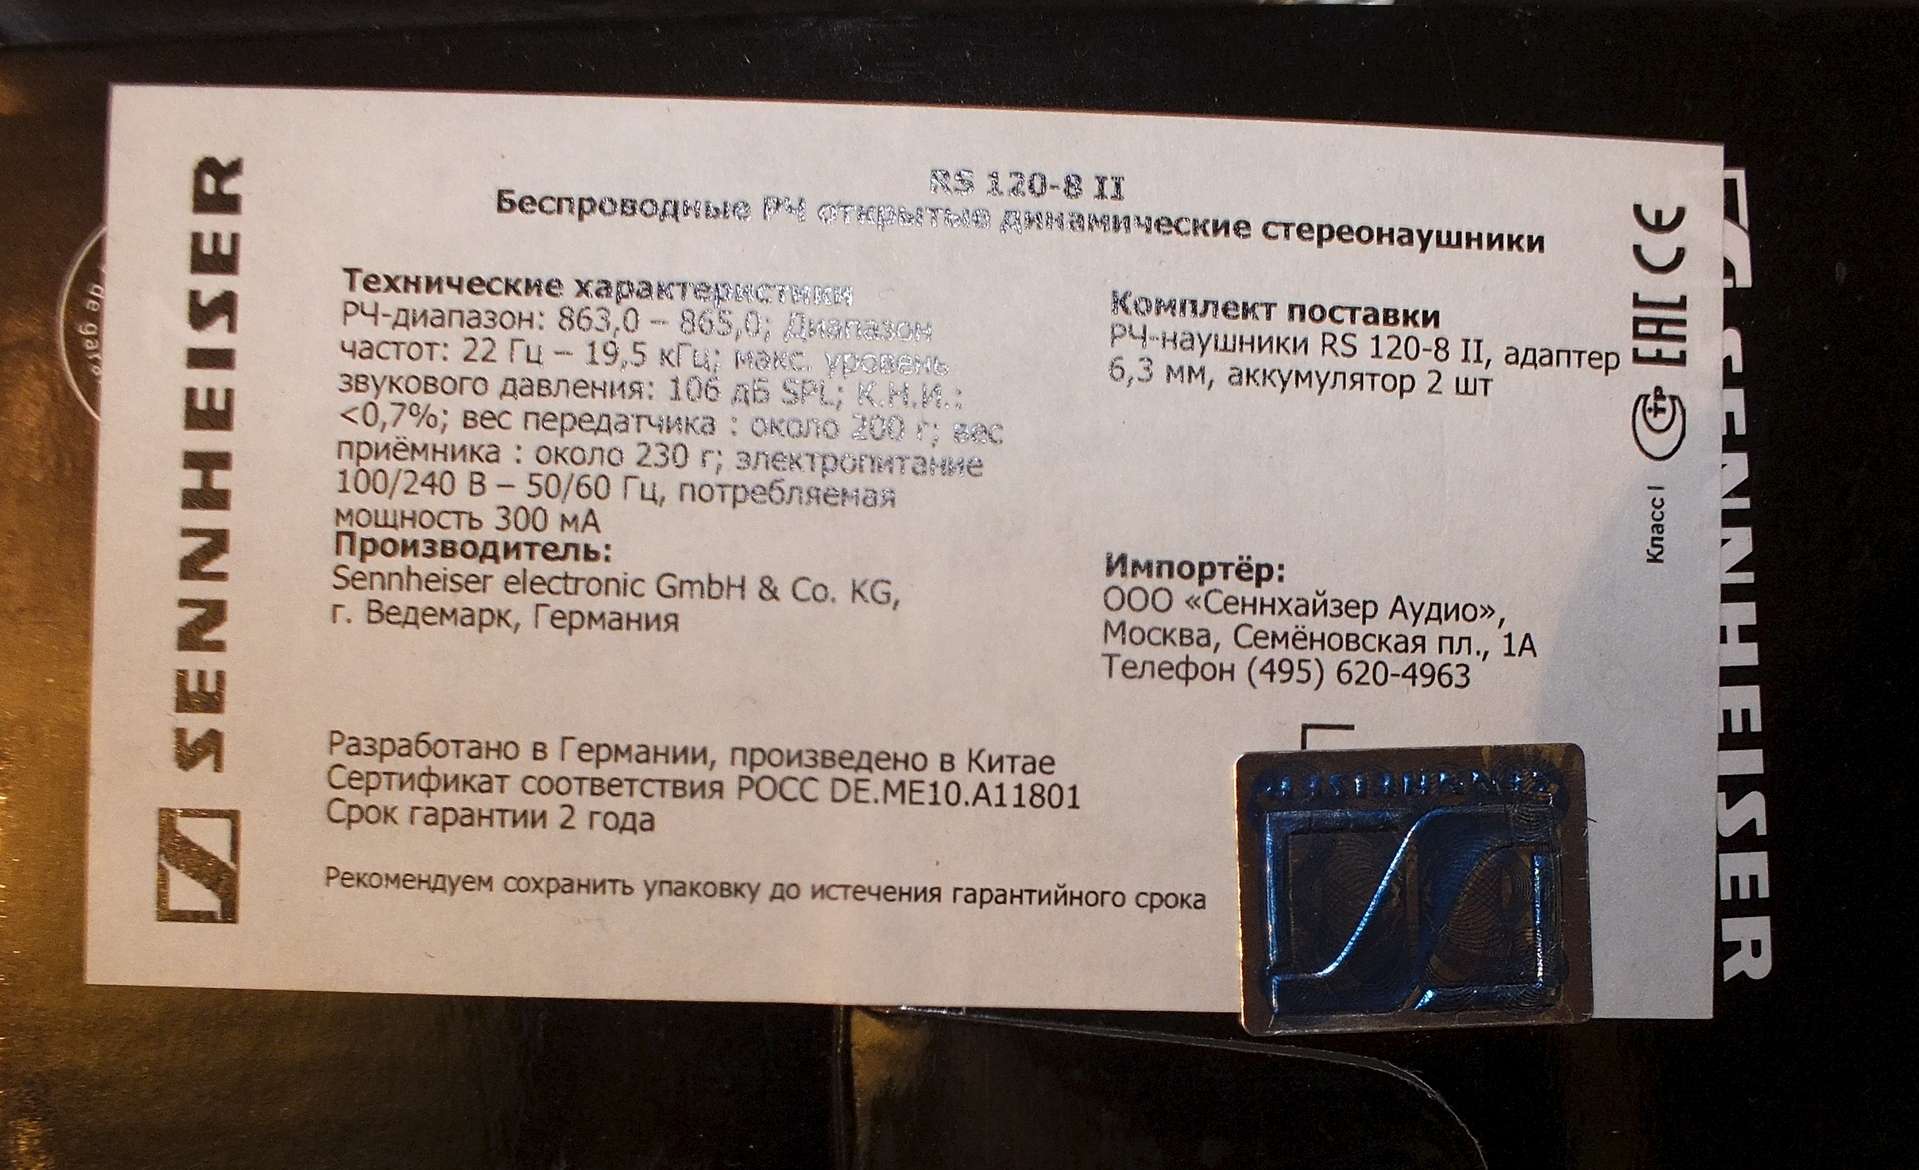 SENNHEISER
RS 120-8 II
Беспроводные РЧ открытые динамические стереонаушники
Технические характеристики
РЧ-диапазон: 863,0 – 865,0; Диапазон
частот: 22 Гц – 19,5 кГц; макс. уровень
звукового давления: 106 дБ SPL; К.Н.И.:
<0,7%; вес передатчика : около 200 г; вес
приёмника : около 230 г; электропитание
100/240 В – 50/60 Гц, потребляемая
мощность 300 мА
Производитель:
Sennheiser electronic GmbH & Co. KG,
г. Ведемарк, Германия
Комплект поставки
РЧ-наушники RS 120-8 II, адаптер
6,3 мм, аккумулятор 2 шт
Импортёр:
ООО «Сеннхайзер Аудио»,
Москва, Семёновская пл., 1А
Телефон (495) 620-4963
Разработано в Германии, произведено в Китае
Сертификат соответствия РОСС DE.ME10.A11801
Срок гарантии 2 года
Рекомендуем сохранить упаковку до истечения гарантийного срока
Класс I
EAC CE
SENNHEISER
SENNHEISER